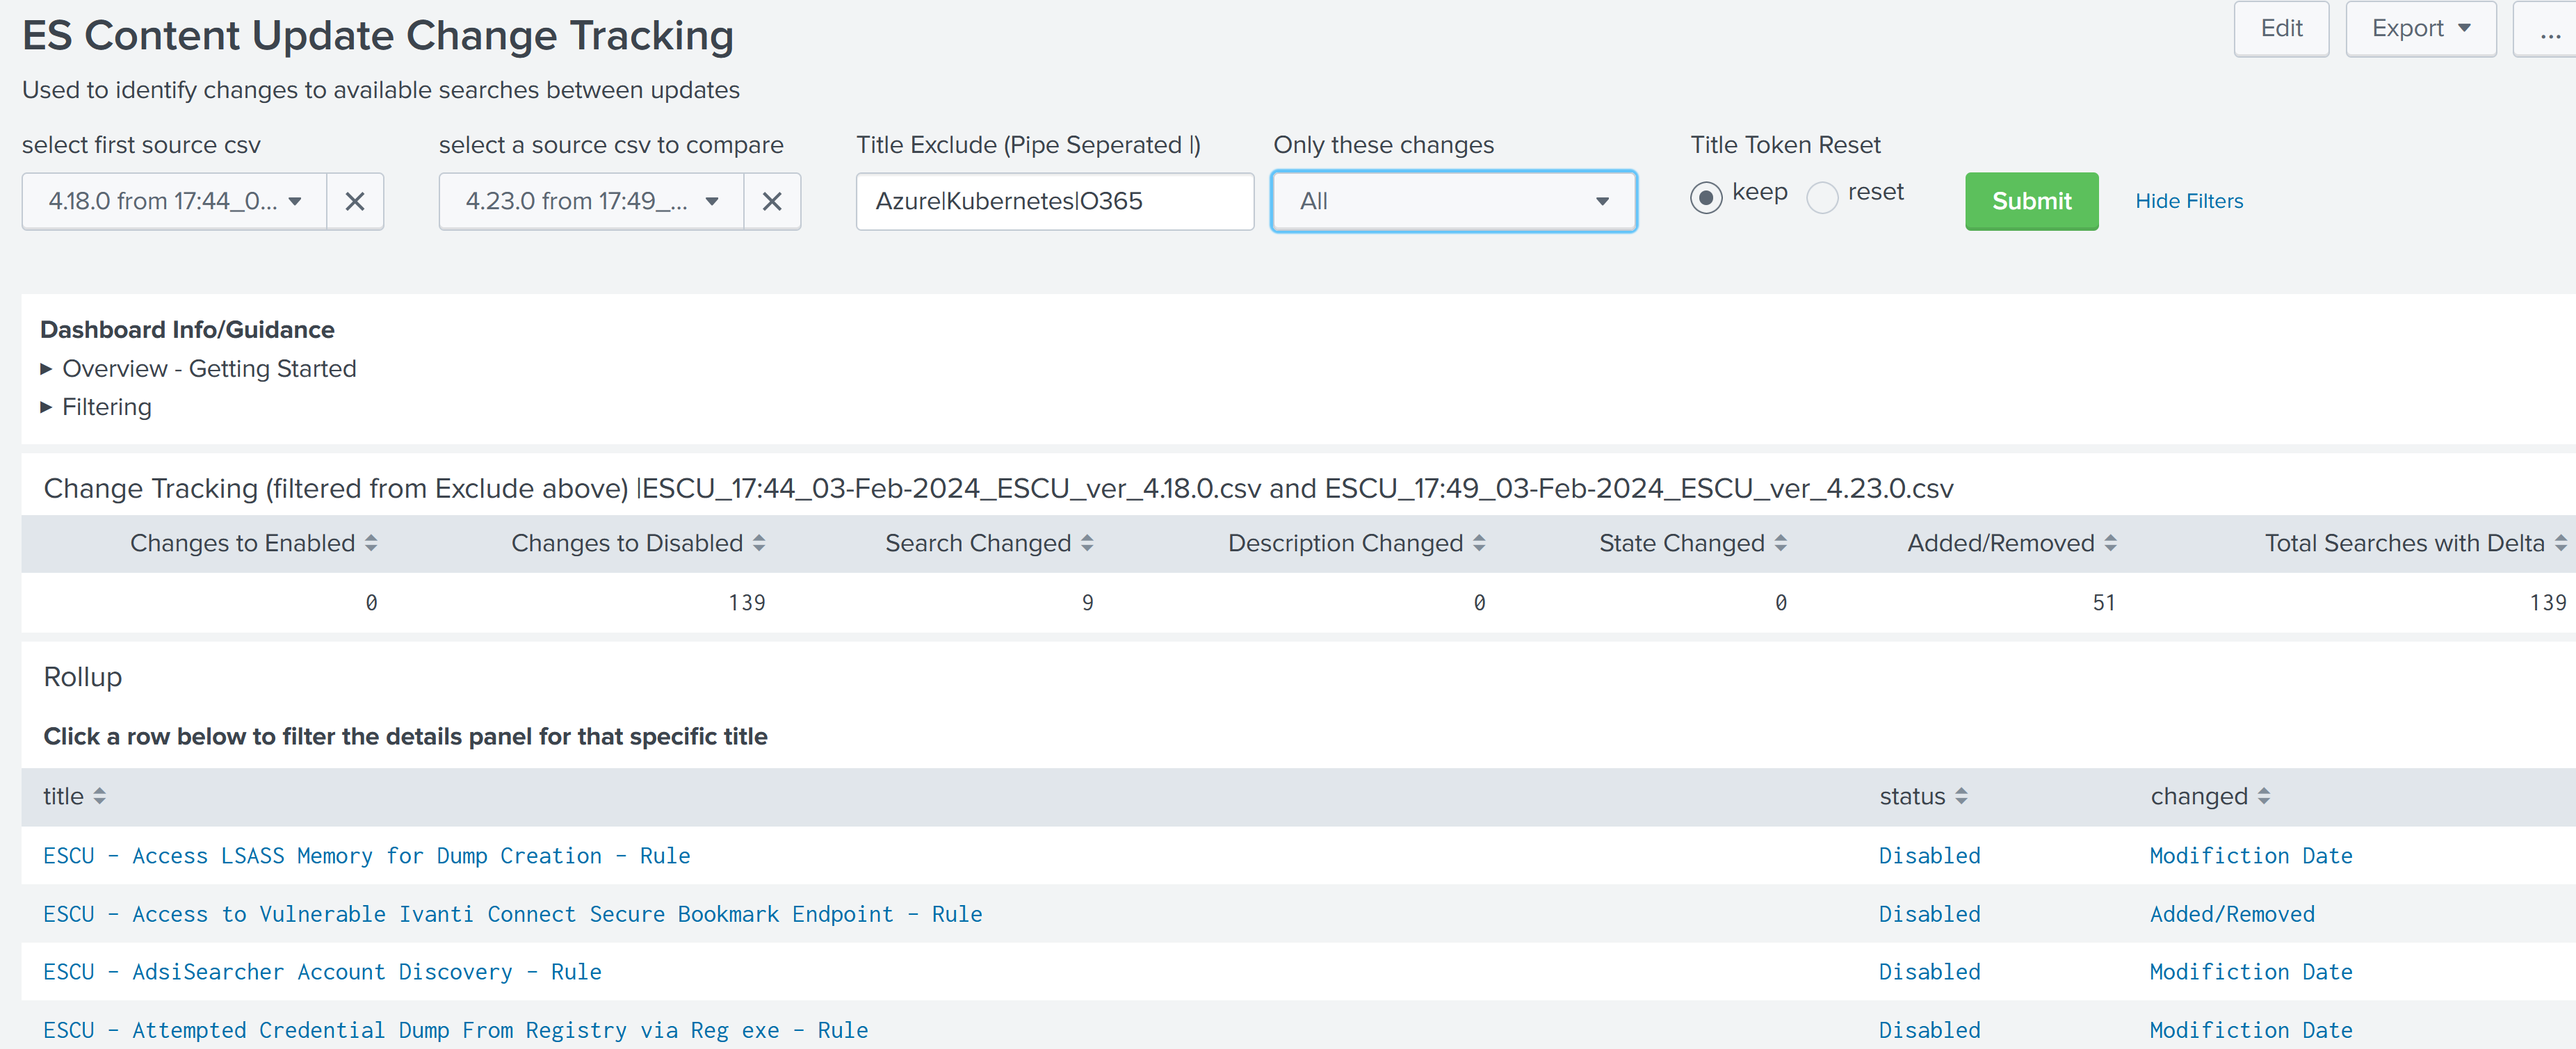 ES Content Update Change Tracking
Edit
Export
...
Used to identify changes to available searches between updates
select first source csv
select a source csv to compare
Title Exclude (Pipe Seperated |)
Only these changes
Title Token Reset
4.18.0 from 17:44_0...
4.23.0 from 17:49_...
Azure|Kubernetes|O365
All
keep
reset
Submit
Hide Filters
Dashboard Info/Guidance
Overview - Getting Started
Filtering
Change Tracking (filtered from Exclude above) |ESCU_17:44_03-Feb-2024_ESCU_ver_4.18.0.csv and ESCU_17:49_03-Feb-2024_ESCU_ver_4.23.0.csv
Changes to Enabled Changes to Disabled Search Changed Description Changed State Changed Added/Removed Total Searches with Delta
0 139 9 0 0 51 139
Rollup
Click a row below to filter the details panel for that specific title
title status changed
ESCU - Access LSASS Memory for Dump Creation - Rule Disabled Modifiction Date
ESCU - Access to Vulnerable Ivanti Connect Secure Bookmark Endpoint - Rule Disabled Added/Removed
ESCU - AdsiSearcher Account Discovery - Rule Disabled Modifiction Date
ESCU - Attempted Credential Dump From Registry via Reg exe - Rule Disabled Modifiction Date